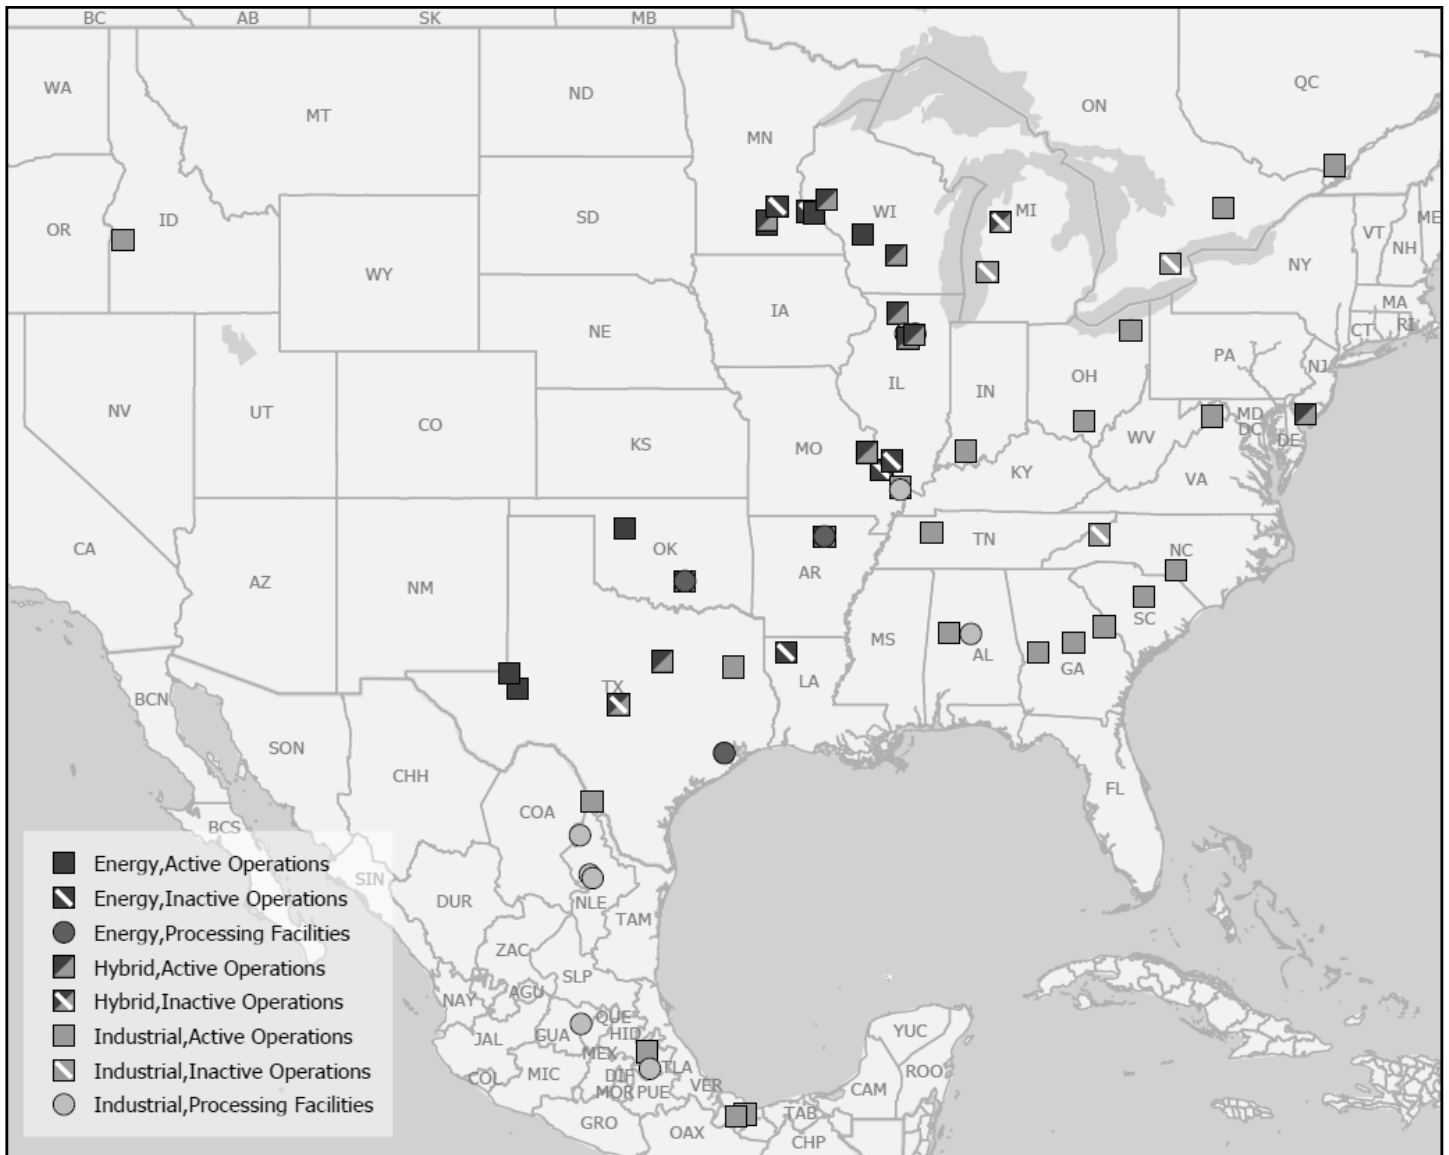 BC AB SK MB
WA MT ND MN ON QC
OR ID SD WI MI VT NH ME
WY NY
IA MA
NE CT RI
PA NJ
NV UT CO IL IN OH
KS MO WV MD
DC
DE
KY VA
CA AZ NM OK AR TN NC
MS AL GA SC
TX LA
BCN
SON CHH COA FL
BCS
SIN DUR NLE TAM
ZAC SLP
NAY AGU
JAL GUA QUE
HID
MEX TLA YUC
COL MIC DIF VER CAM ROO
MOR PUE
GRO OAX TAB
CHP
Energy,Active Operations
Energy,Inactive Operations
Energy,Processing Facilities
Hybrid,Active Operations
Hybrid,Inactive Operations
Industrial,Active Operations
Industrial,Inactive Operations
Industrial,Processing Facilities